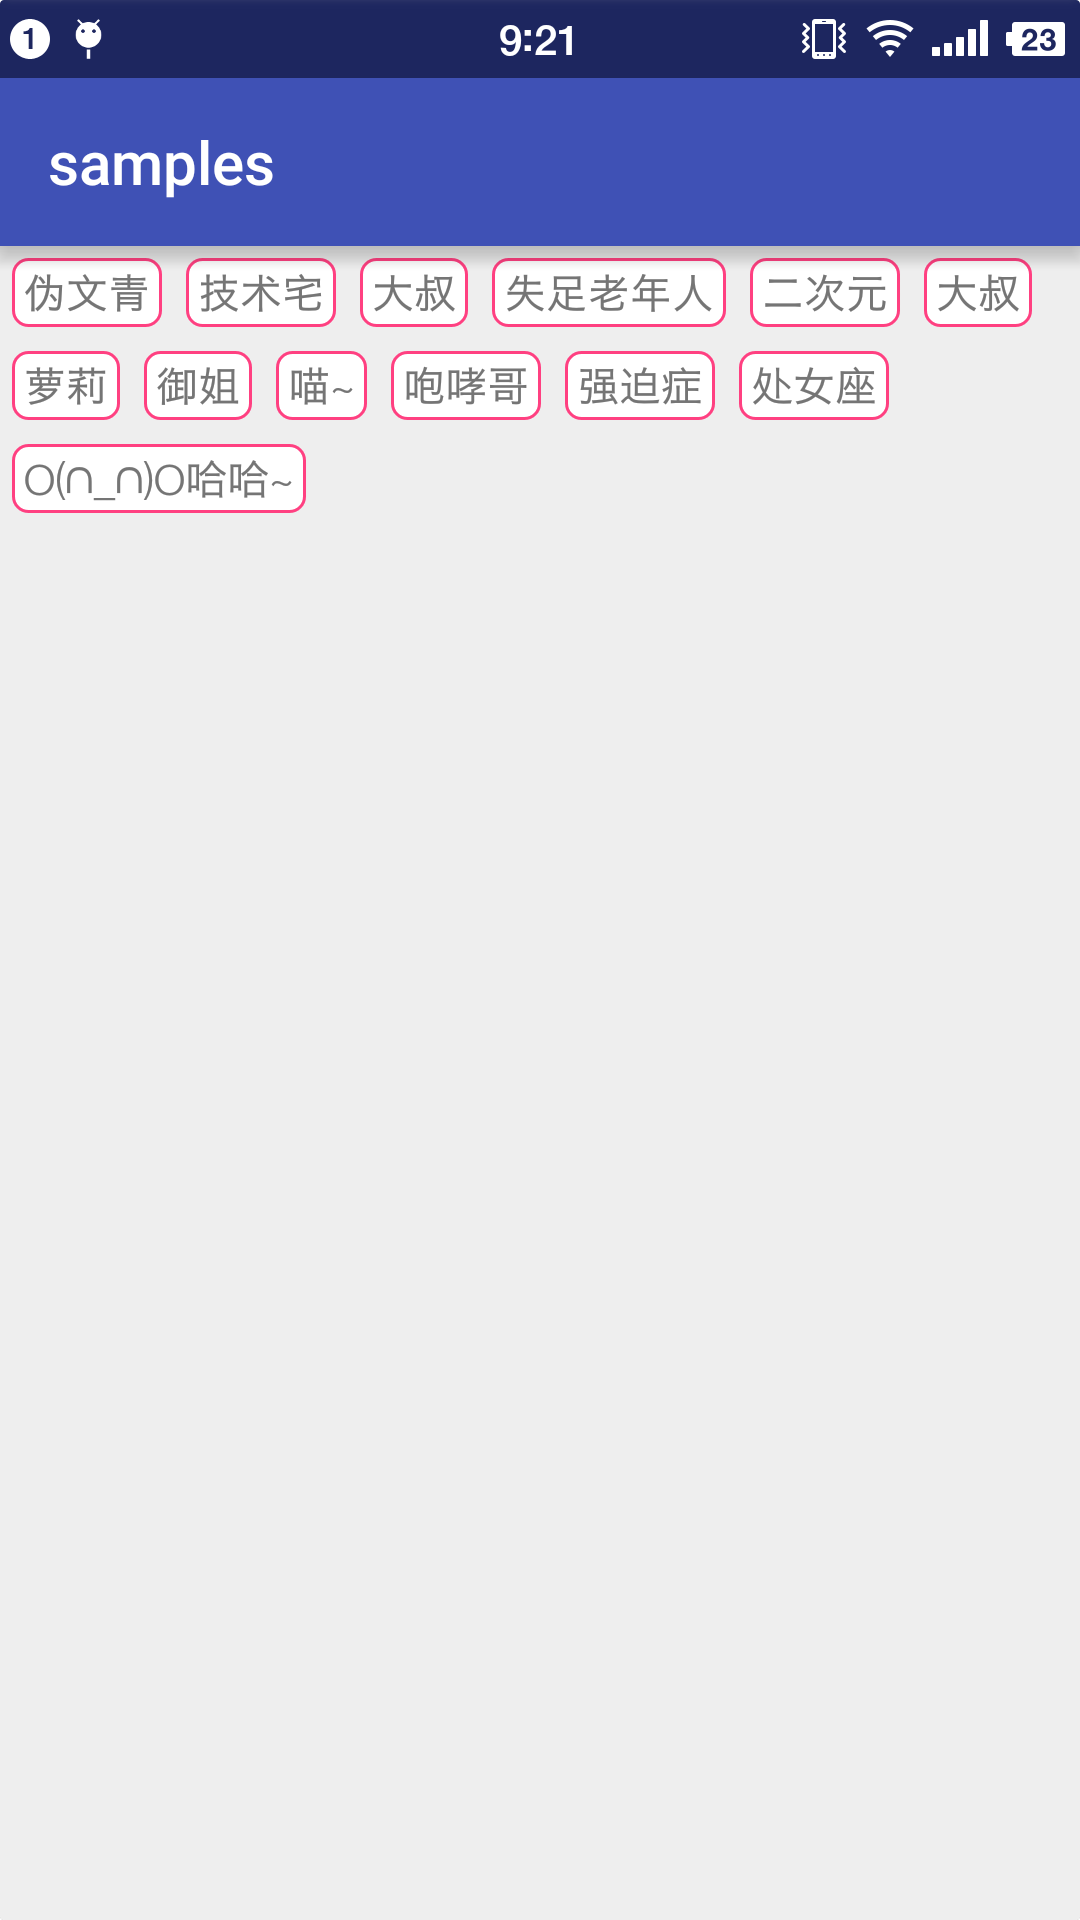 1 9:21 23
samples
伪文青 技术宅 大叔 失足老年人 二次元 大叔
萝莉 御姐 喵~ 咆哮哥 强迫症 处女座
O(∩_∩)O哈哈~